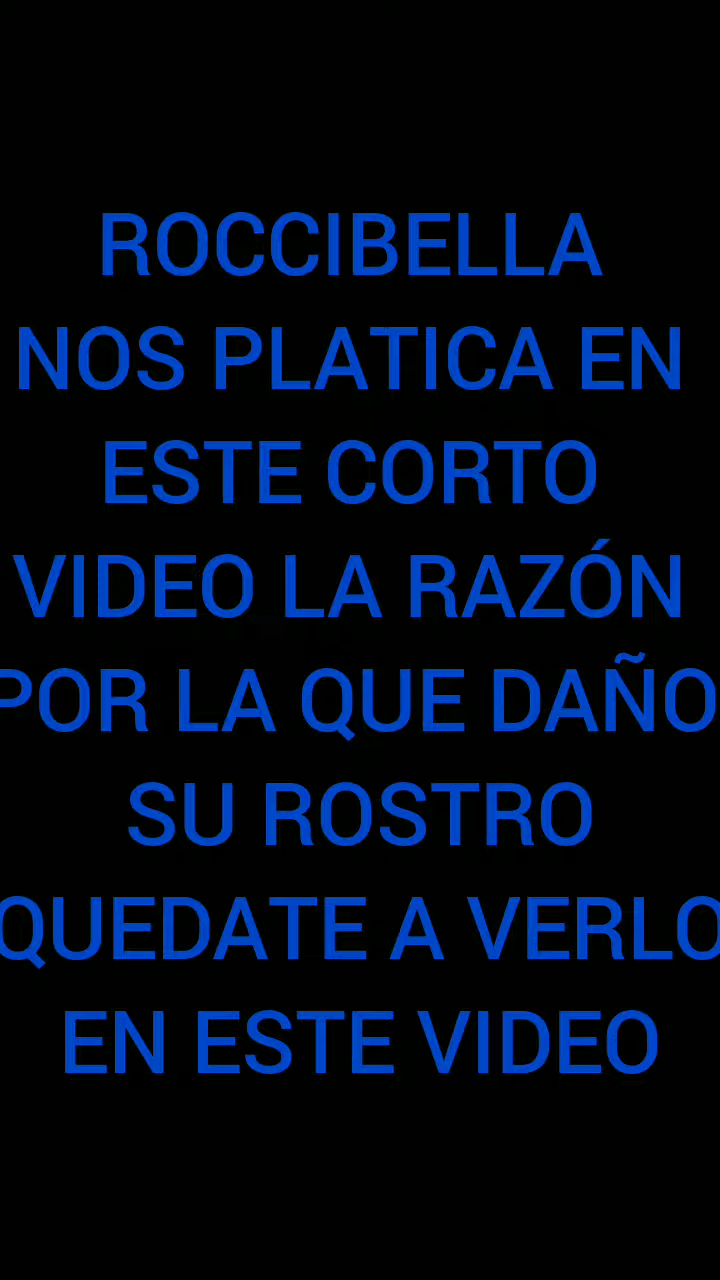 ROCCIBELLA
NOS PLATICA EN
ESTE CORTO
VIDEO LA RAZÓN
POR LA QUE DAÑO
SU ROSTRO
QUEDATE A VERLO
EN ESTE VIDEO